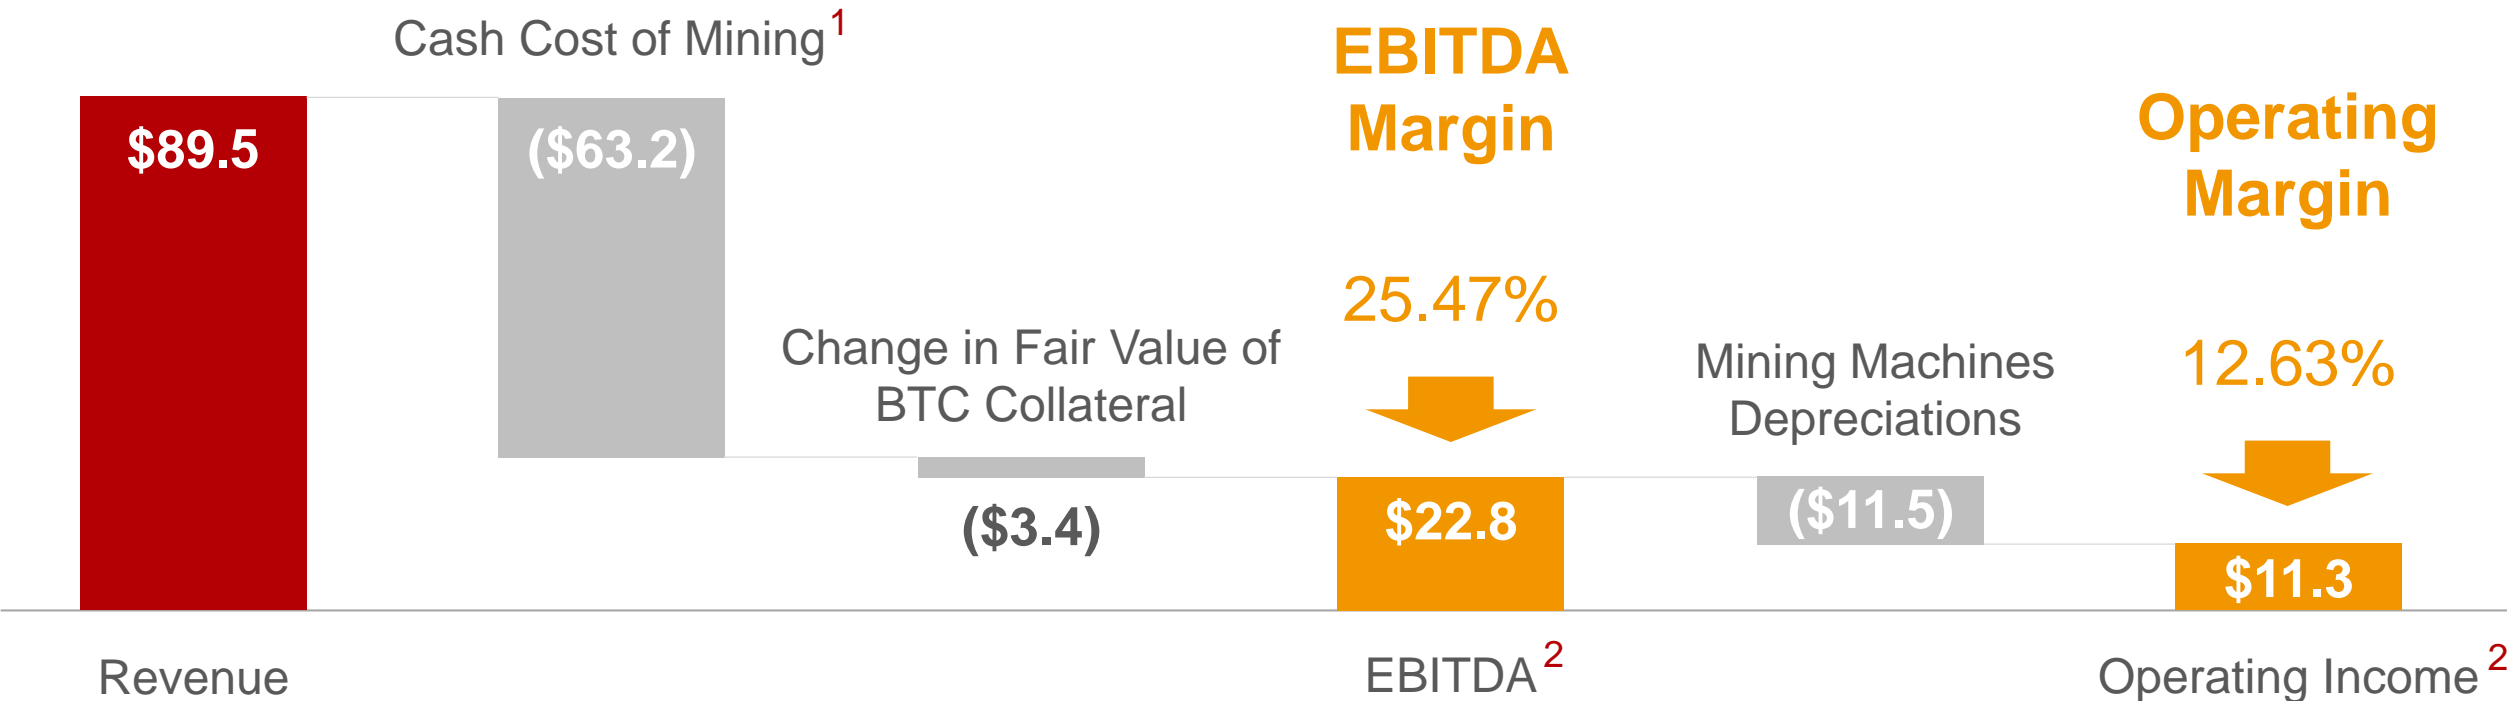 Cash Cost of Mining1
EBITDA
Margin
Operating
Margin
$89.5
($63.2)
25.47%
Change in Fair Value of
BTC Collateral
Mining Machines
Depreciations
12.63%
($3.4)
$22.8
($11.5)
$11.3
Revenue
EBITDA2
Operating Income2